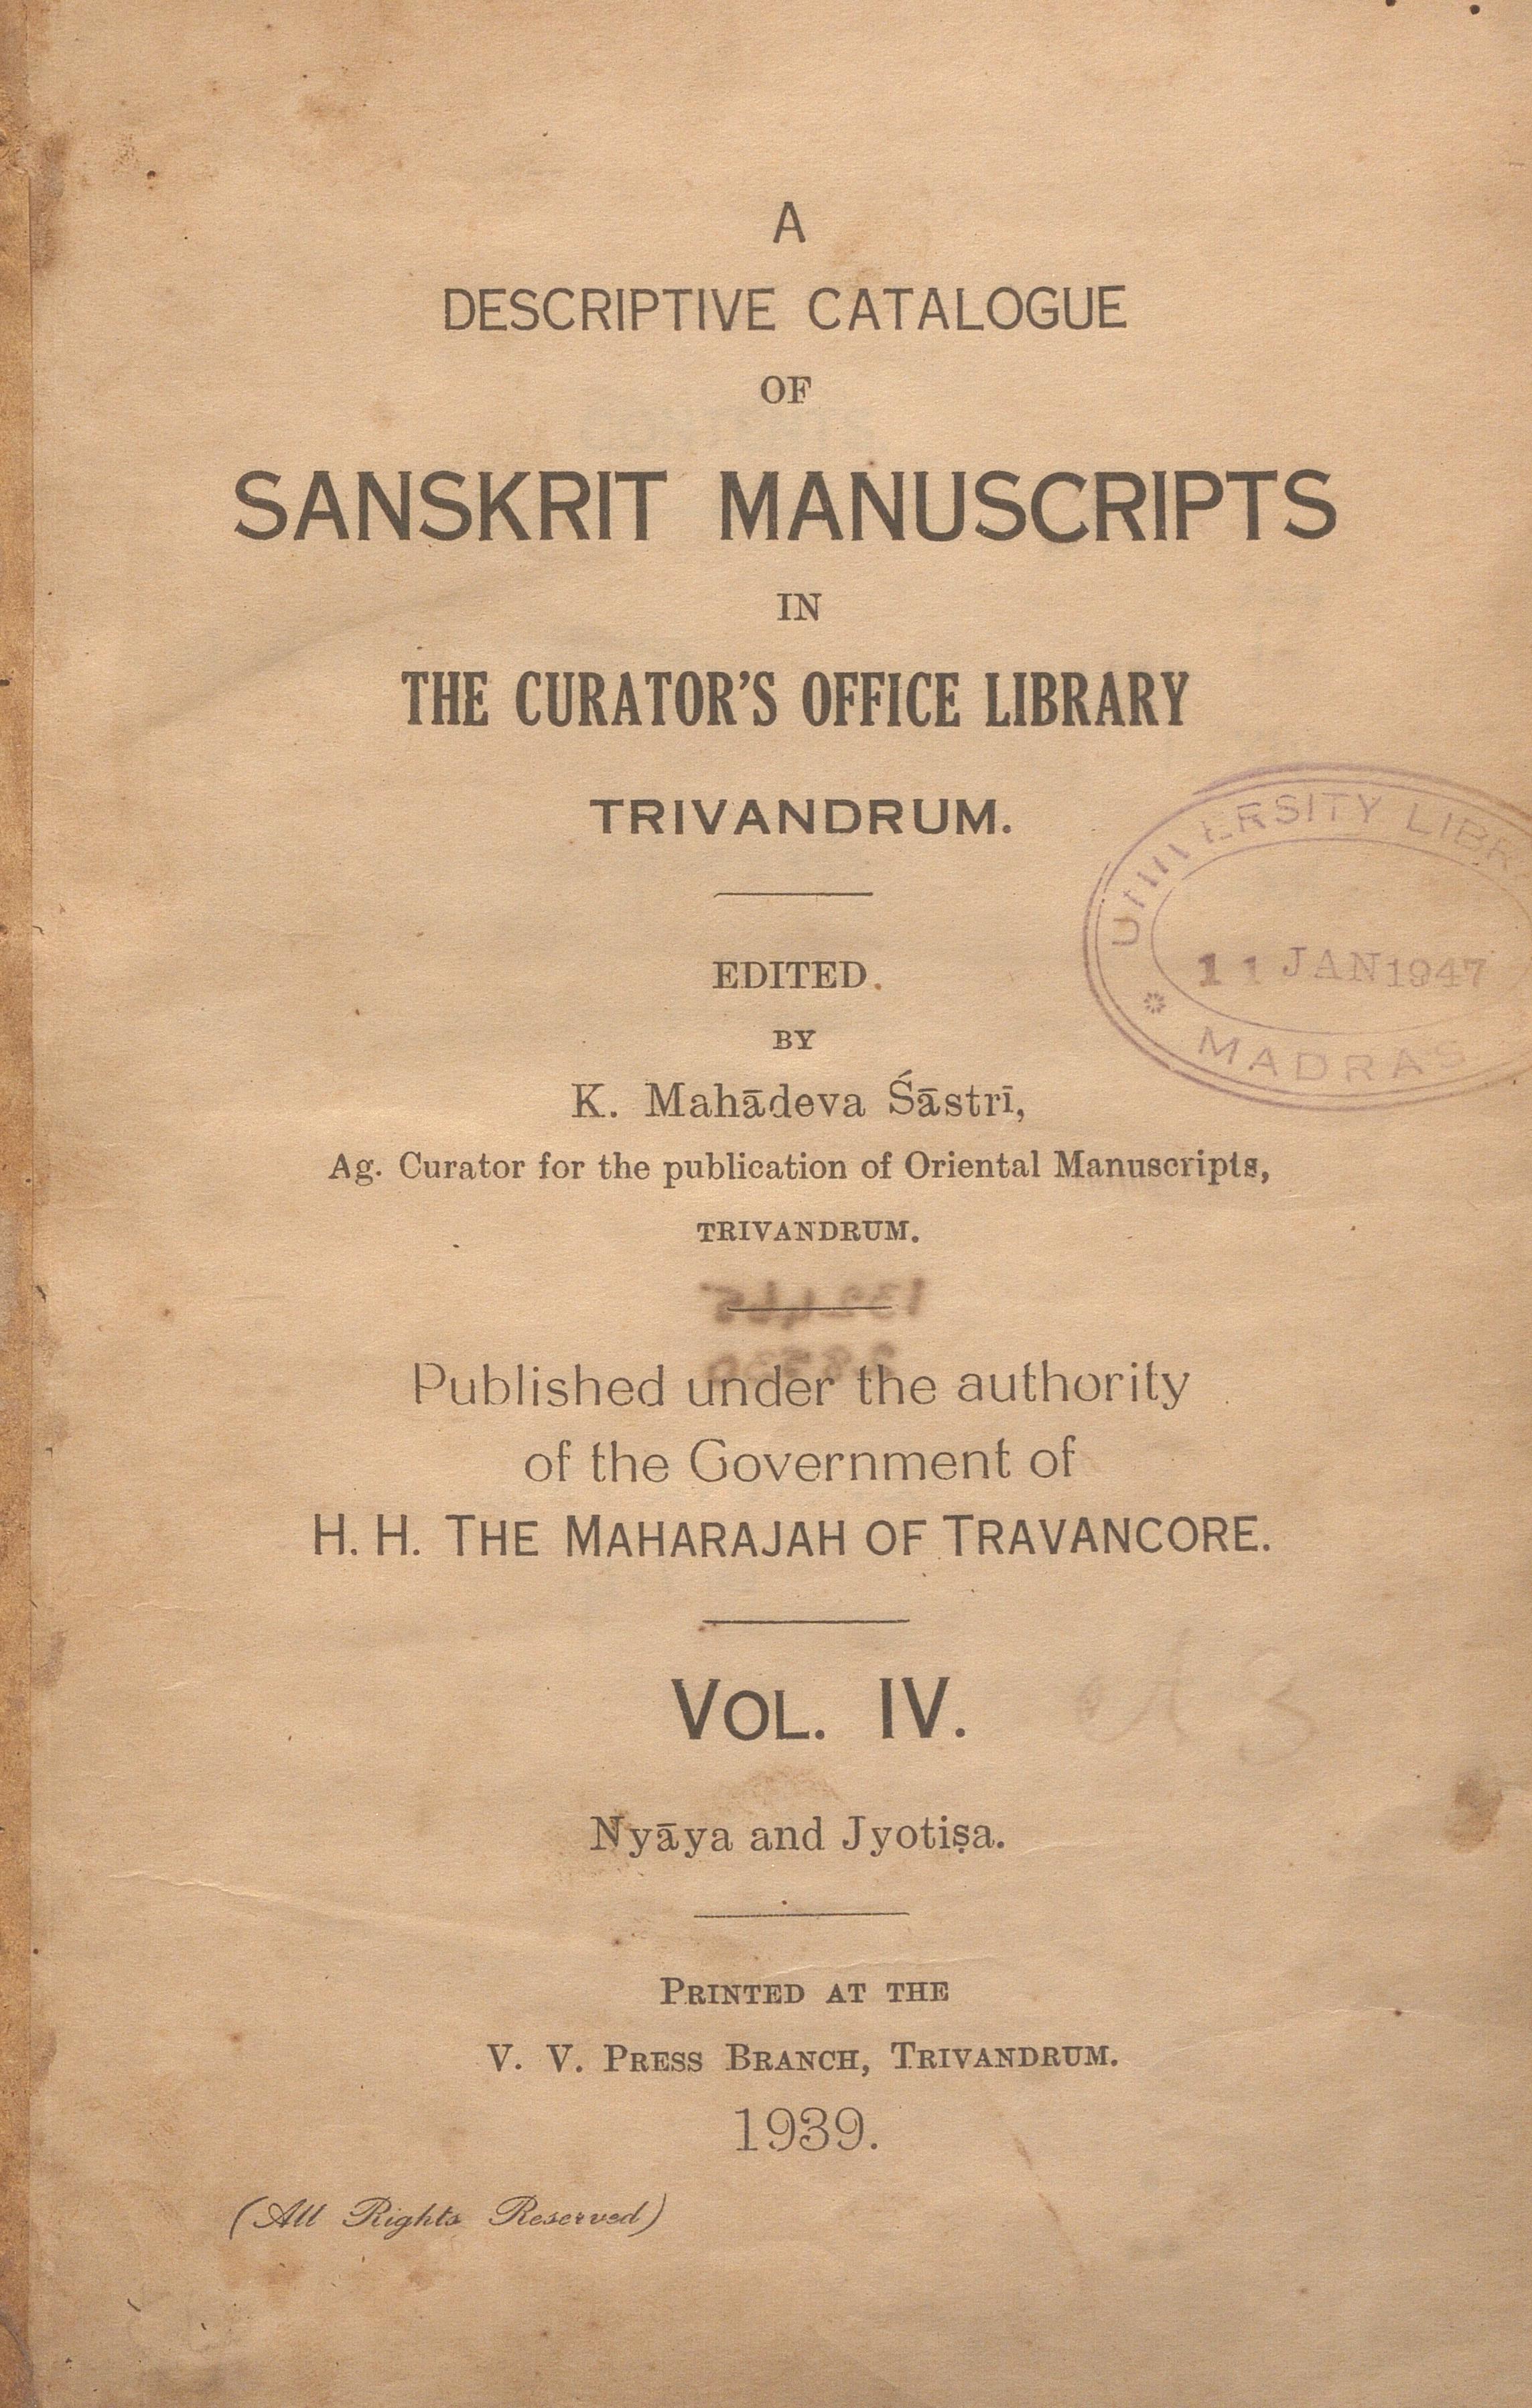 A
DESCRIPTIVE CATALOGUE
OF
SANSKRIT MANUSCRIPTS
IN
THE CURATOR'S OFFICE LIBRARY
TRIVANDRUM.
UNIVERSITY LIBR
11 JAN 1947
MADRAS
EDITED.
BY
K. Mahādeva Śāstrī,
Ag. Curator for the publication of Oriental Manuscripts,
TRIVANDRUM.
Published under the authority
of the Government of
H. H. THE MAHARAJAH OF TRAVANCORE.
VOL. IV.
Nyāya and Jyotiṣa.
PRINTED AT THE
V. V. PRESS BRANCH, TRIVANDRUM.
1939.
(All Rights Reserved)